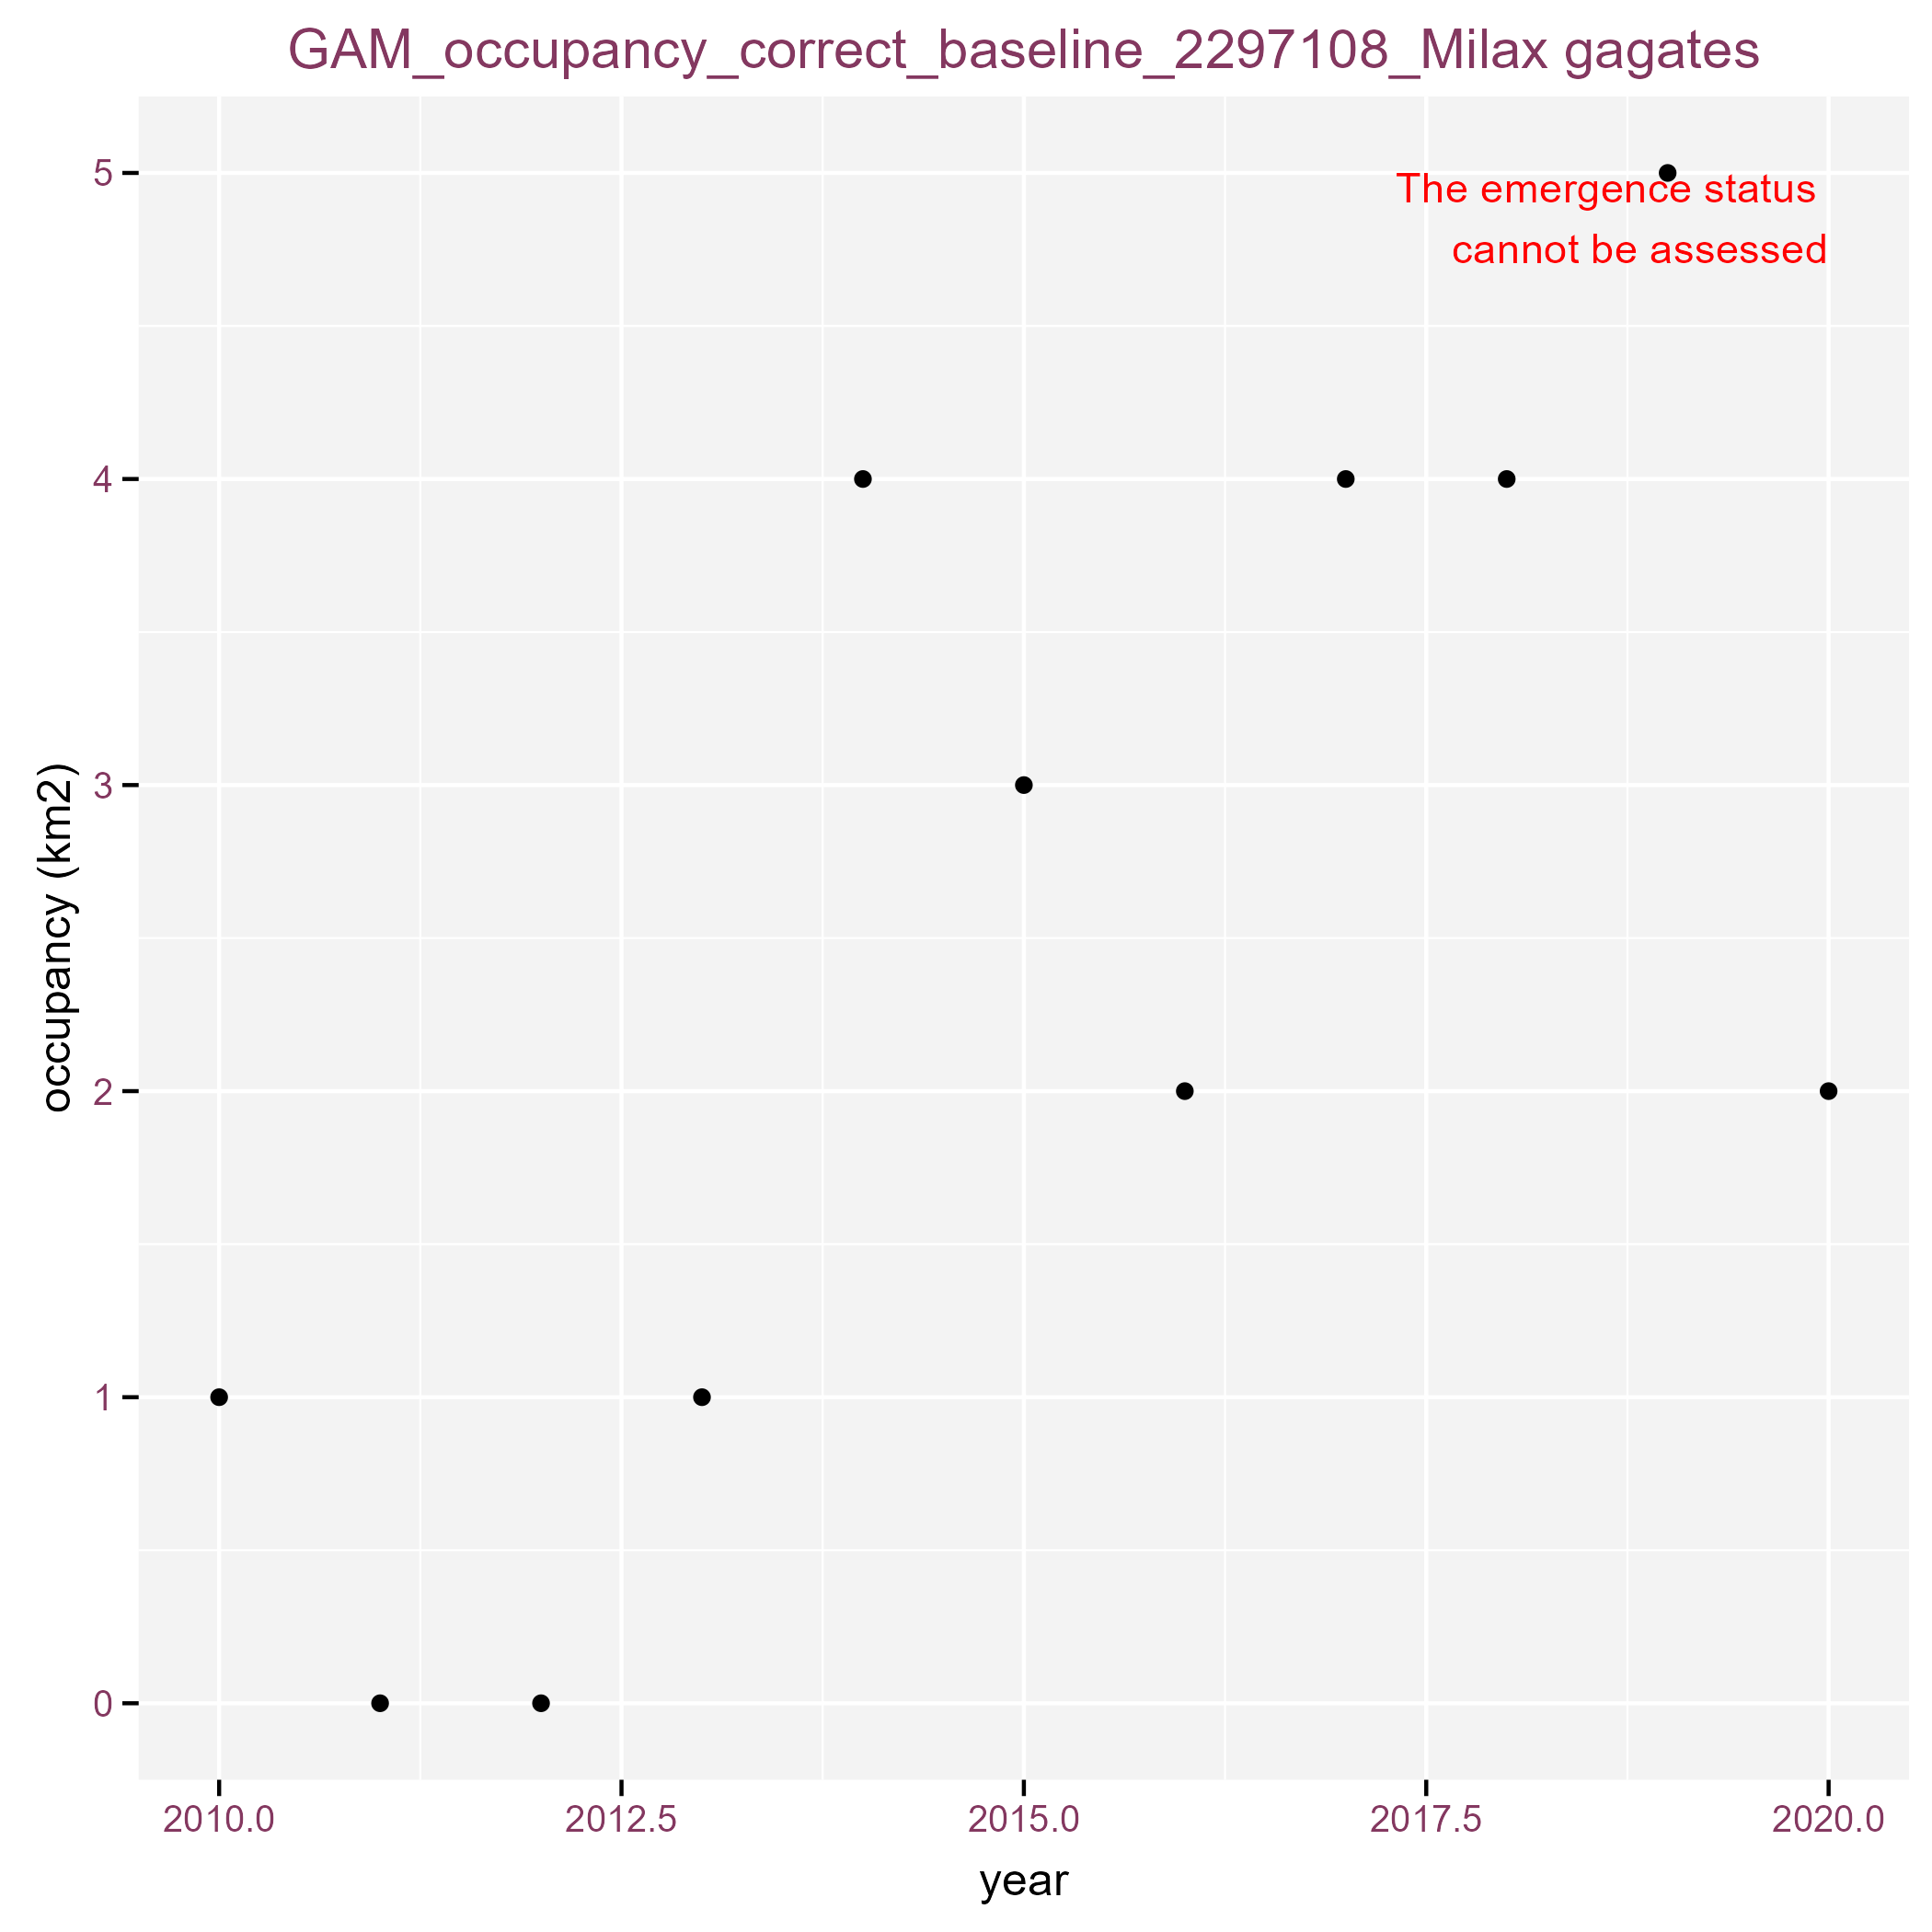 GAM_occupancy_correct_baseline_2297108_Milax gagates
The emergence status
cannot be assessed
5
4
3
2
1
0
occupancy (km2)
2010.0 2012.5 2015.0 2017.5 2020.0
year